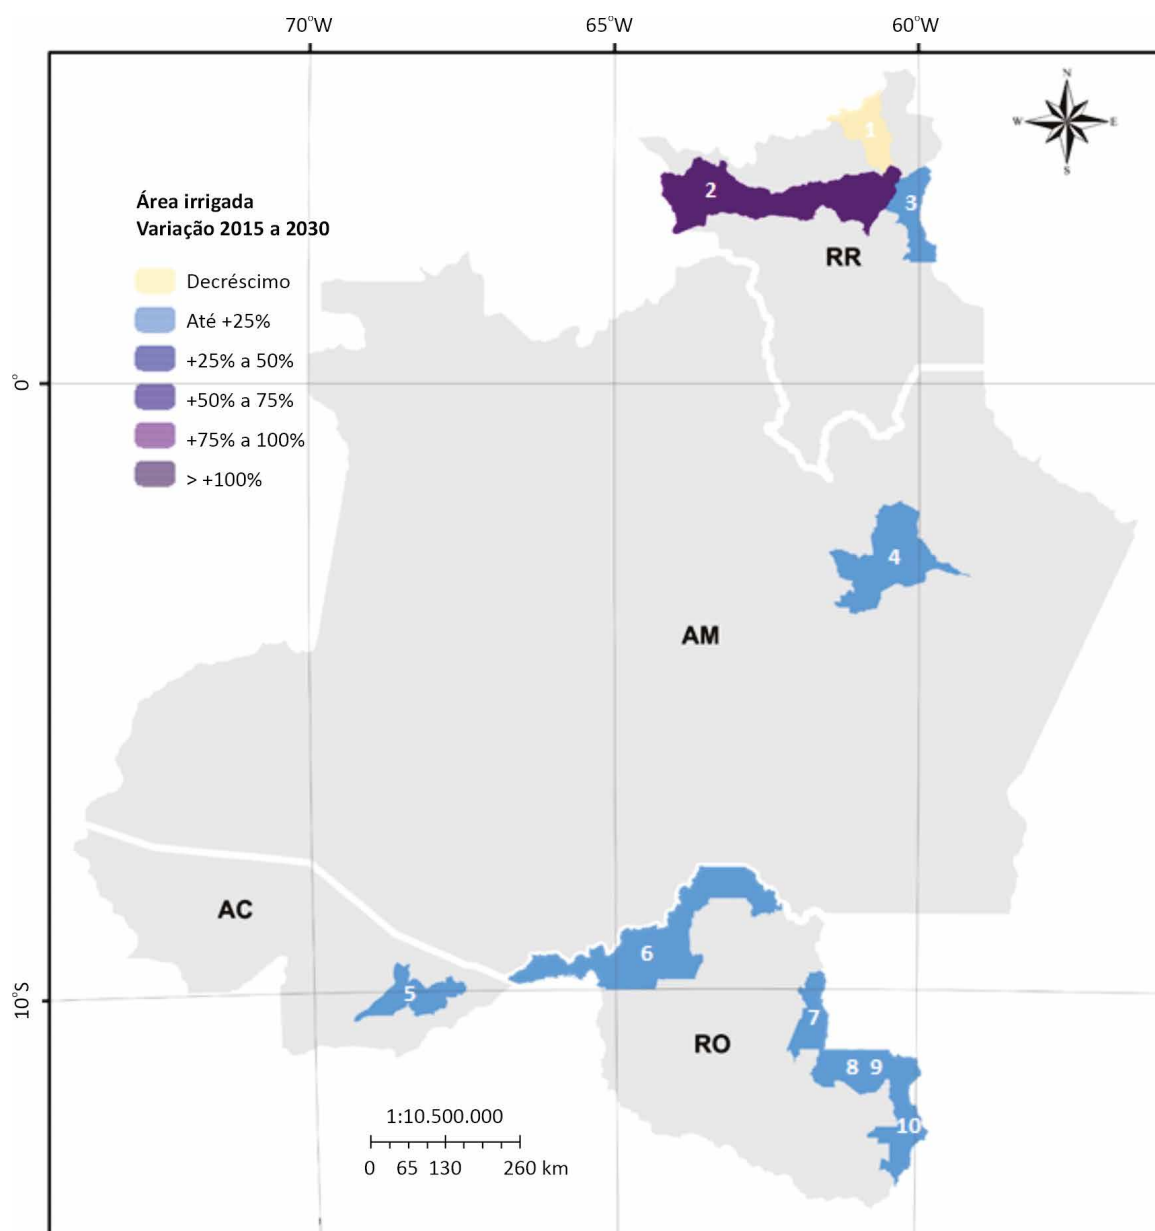 70°W 65°W 60°W
N
W E
S
1
2
3
Área irrigada
Variação 2015 a 2030
RR
Decréscimo
Até +25%
+25% a 50%
0°
+50% a 75%
+75% a 100%
> +100%
4
AM
AC
6
5
10°S
7
RO
8 9
1:10.500.000
10
0 65 130 260 km